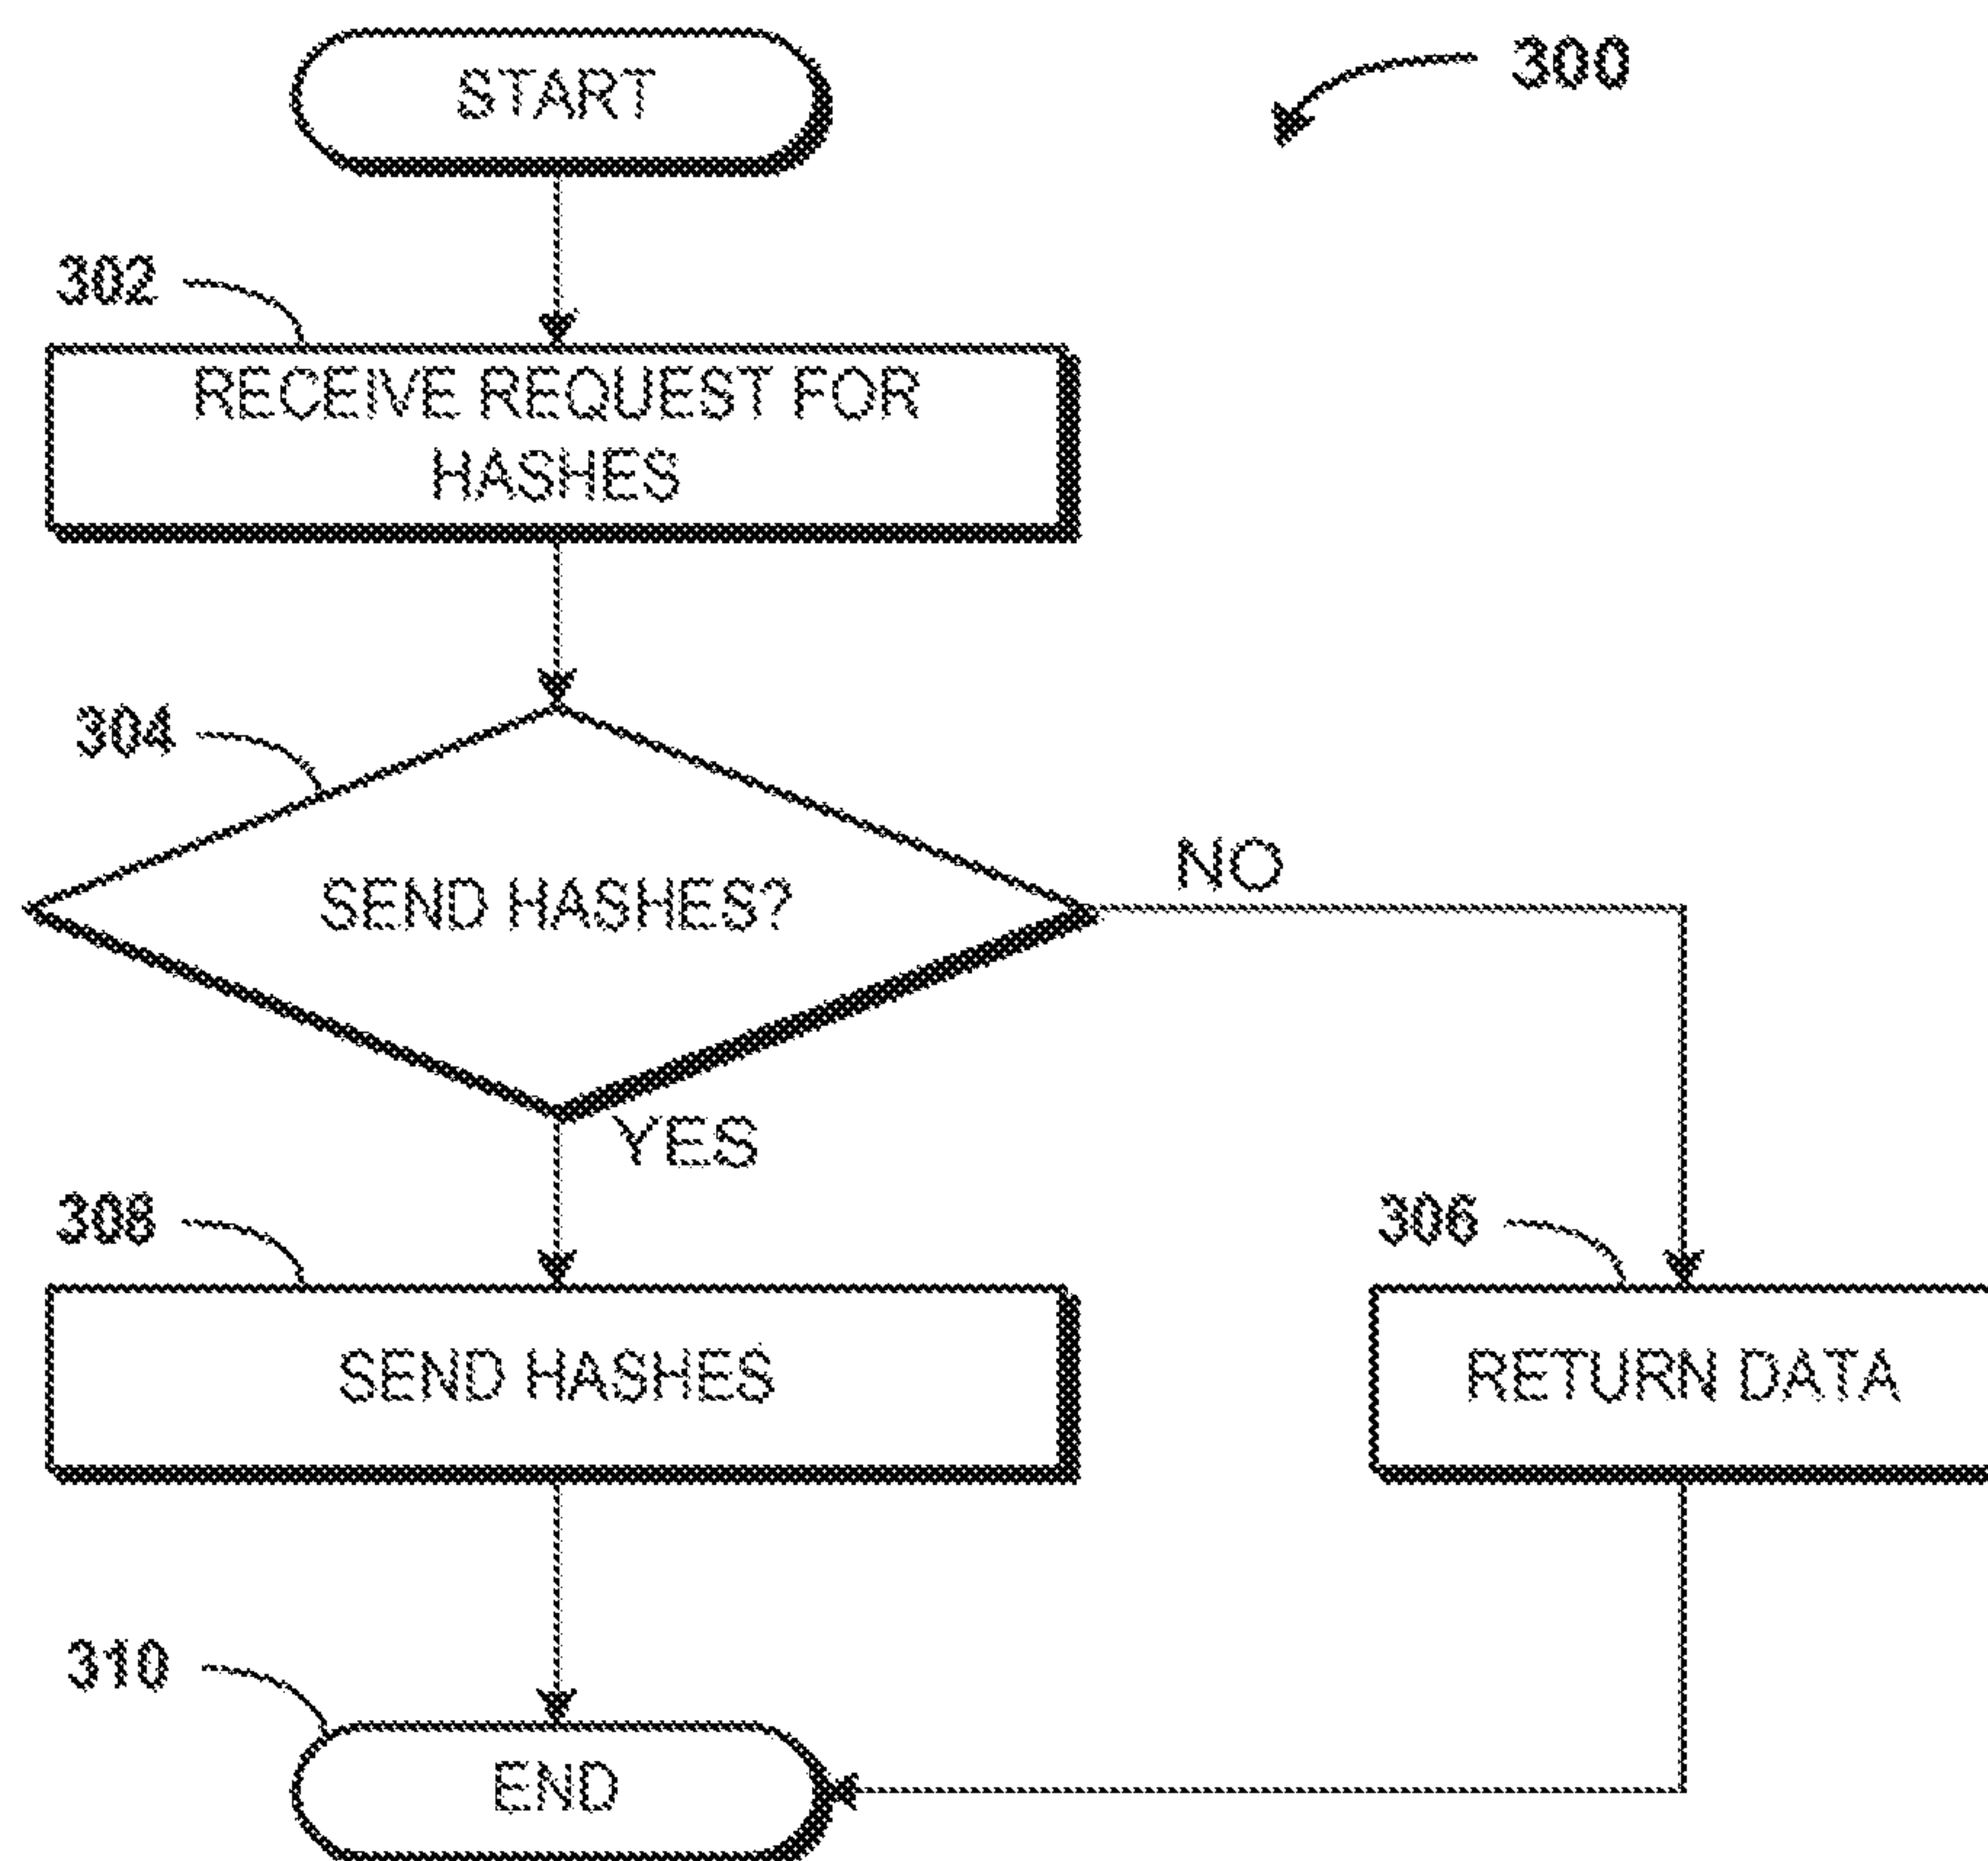 START
300
302
RECEIVE REQUEST FOR
HASHES
304
SEND HASHES?
NO
YES
308
SEND HASHES
306
RETURN DATA
310
END